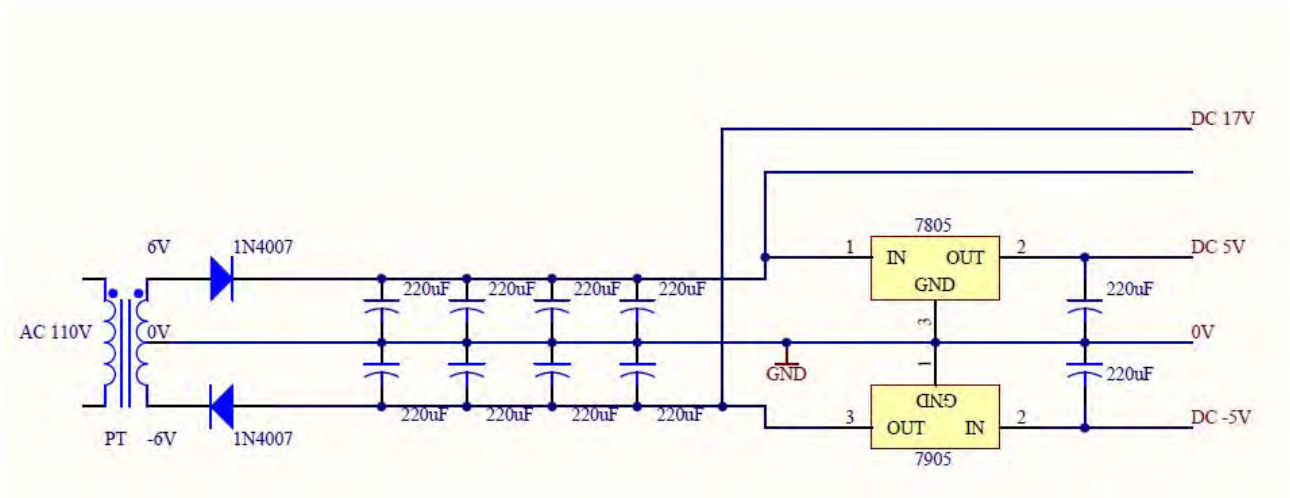 DC 17V
7805
6V
1N4007
1
IN
OUT
2
DC 5V
GND
220uF
220uF
220uF
220uF
220uF
3
AC 110V
0V
0V
GND
1
220uF
GND
220uF
220uF
220uF
220uF
PT
-6V
1N4007
3
OUT
IN
2
DC -5V
7905